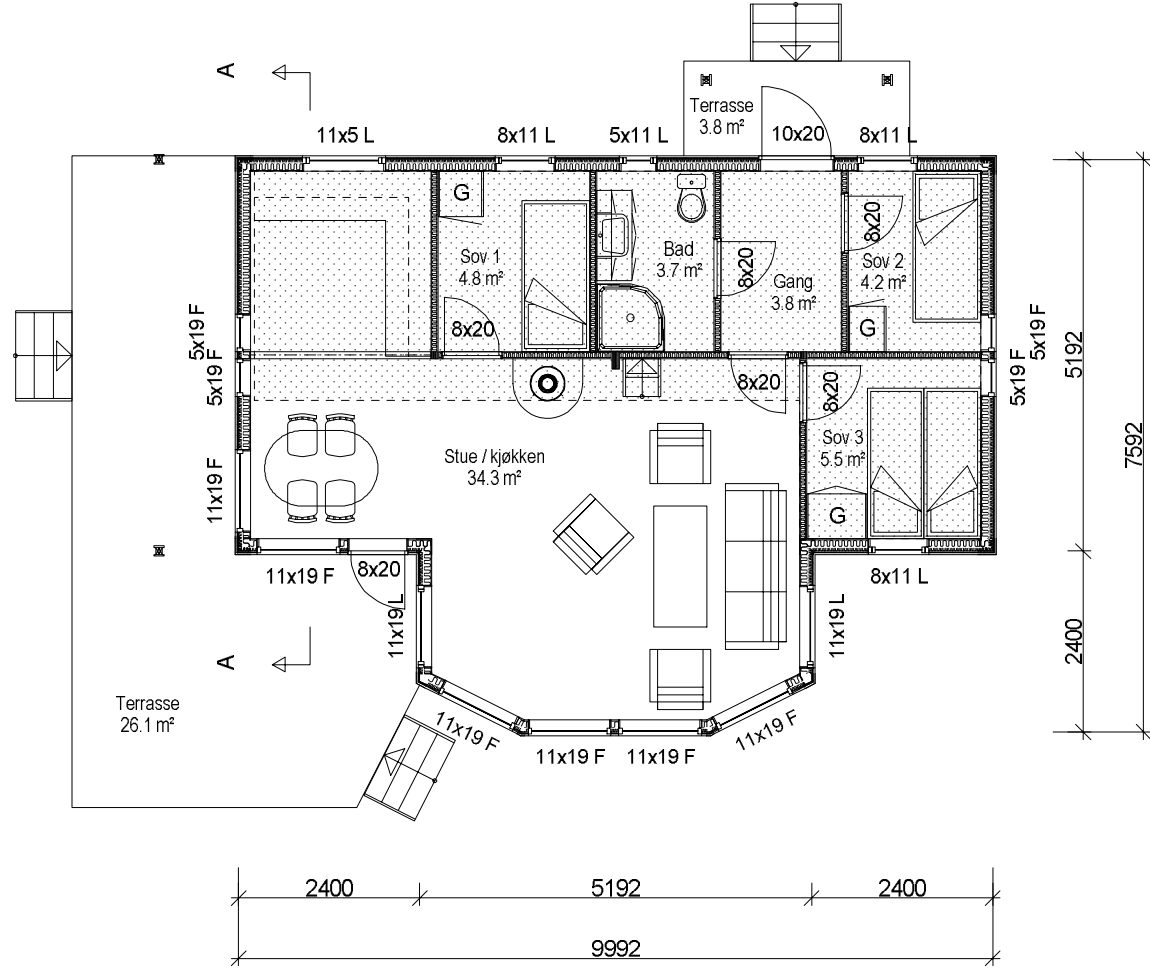 A
Terrasse
3.8 m²
11x5 L
8x11 L
5x11 L
10x20
8x11 L
G
Sov 1
4.8 m²
8x20
Bad
3.7 m²
8x20
Gang
3.8 m²
8x20
Sov 2
4.2 m²
G
5x19 F
5x19 F
5x19 F
5x19 F
8x20
8x20
Sov 3
5.5 m²
G
Stue / kjøkken
34.3 m²
11x19 F
11x19 F
8x20
8x11 L
11x19 L
11x19 L
A
Terrasse
26.1 m²
11x19 F
11x19 F
11x19 F
11x19 F
5192
7592
2400
2400
5192
2400
9992